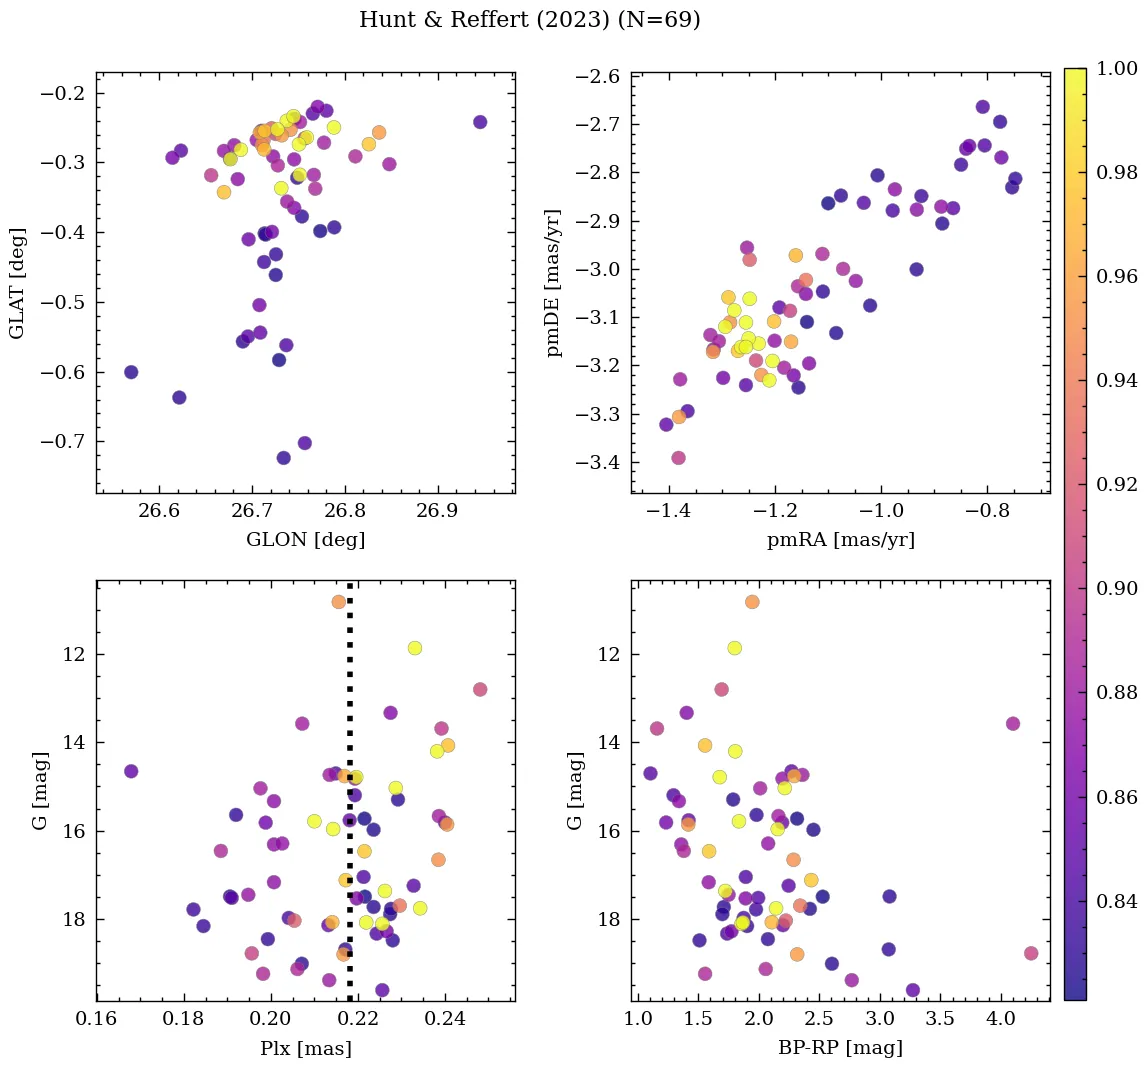 Hunt & Reffert (2023) (N=69)
−0.2
−0.3
−0.4
−0.5
−0.6
−0.7
GLAT [deg]
26.6 26.7 26.8 26.9
GLON [deg]
−2.6
−2.7
−2.8
−2.9
−3.0
−3.1
−3.2
−3.3
−3.4
pmDE [mas/yr]
−1.4 −1.2 −1.0 −0.8
pmRA [mas/yr]
12
14
16
18
G [mag]
0.16 0.18 0.20 0.22 0.24
Plx [mas]
12
14
16
18
G [mag]
1.0 1.5 2.0 2.5 3.0 3.5 4.0
BP-RP [mag]
1.00
0.98
0.96
0.94
0.92
0.90
0.88
0.86
0.84